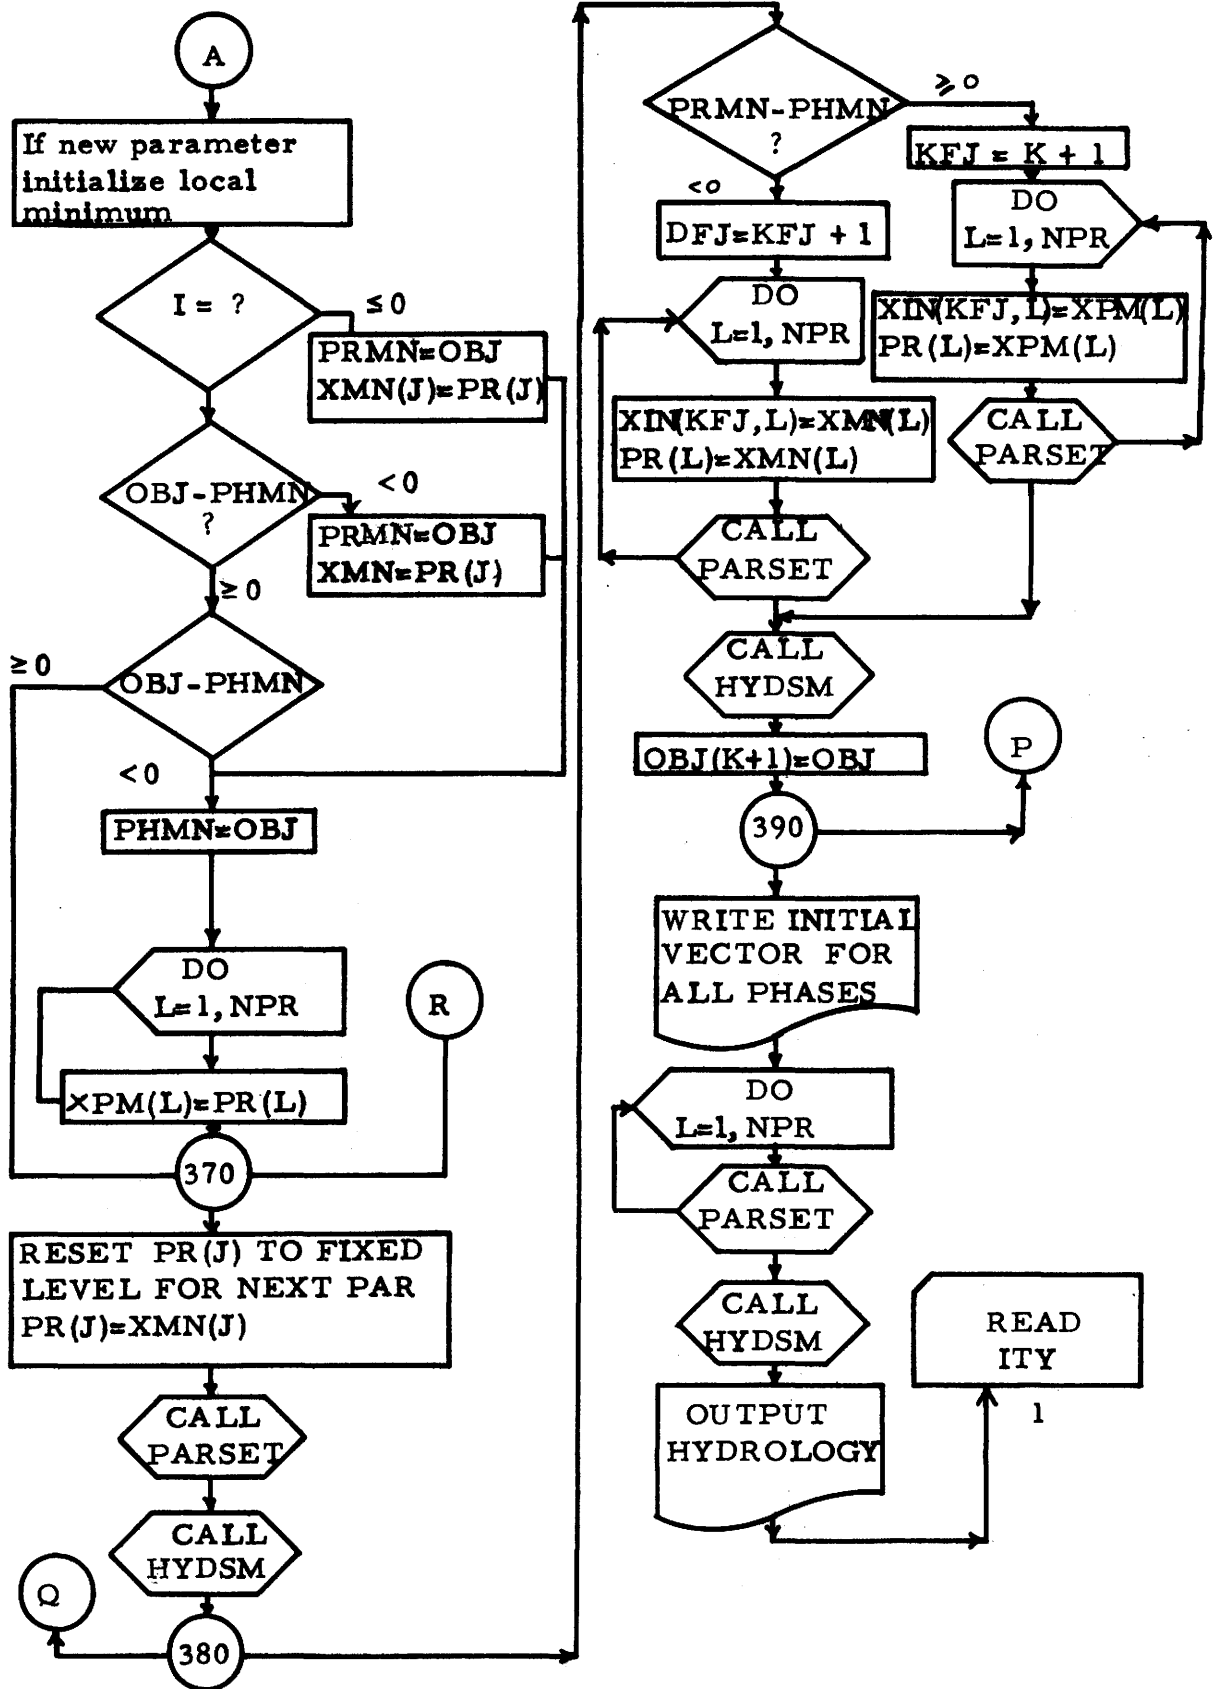 A
If new parameter
initialize local
minimum
I = ?
≤ 0
PRMN=OBJ
XMN(J)=PR(J)
OBJ-PHMN
?
< 0
PRMN=OBJ
XMN=PR(J)
≥ 0
≥ 0
OBJ-PHMN
< 0
PHMN=OBJ
DO
L=1, NPR
R
XPM(L)=PR(L)
370
RESET PR(J) TO FIXED
LEVEL FOR NEXT PAR
PR(J)=XMN(J)
CALL
PARSET
CALL
HYDSM
Q
380
PRMN-PHMN
?
≥ 0
KFJ = K + 1
< 0
DFJ=KFJ + 1
DO
L=1, NPR
DO
L=1, NPR
XIN(KFJ, L)=XPM(L)
PR(L)=XPM(L)
XIN(KFJ, L)=XMN(L)
PR(L)=XMN(L)
CALL
PARSET
CALL
PARSET
CALL
HYDSM
P
OBJ(K+1)=OBJ
390
WRITE INITIAL
VECTOR FOR
ALL PHASES
DO
L=1, NPR
CALL
PARSET
CALL
HYDSM
READ
ITY
1
OUTPUT
HYDROLOGY